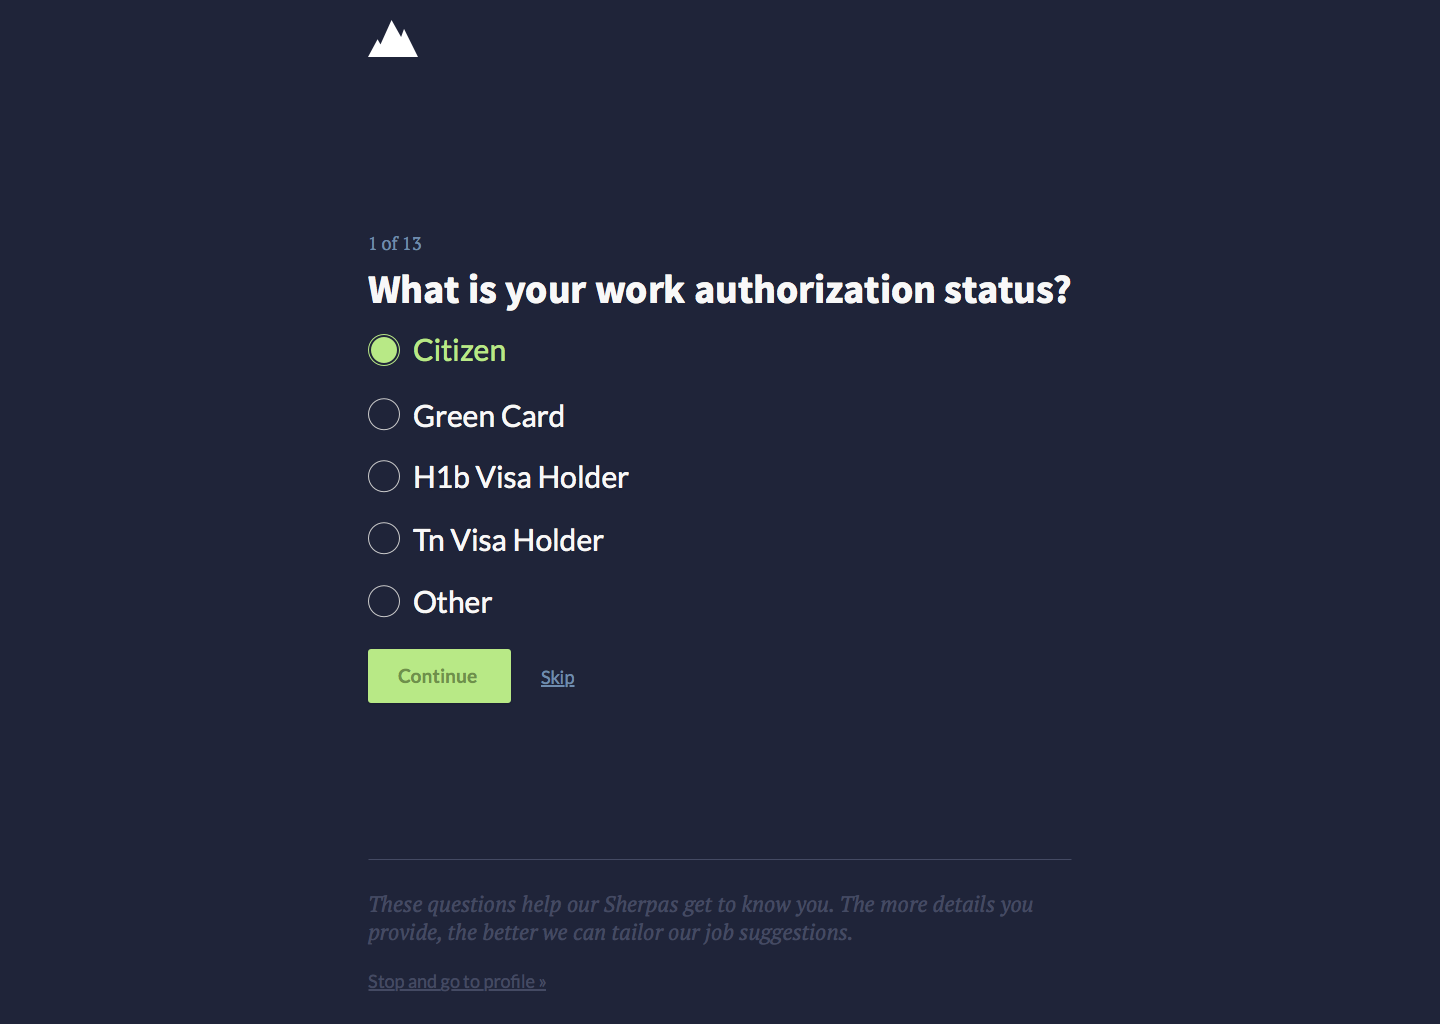 1 of 13
What is your work authorization status?
Citizen
Green Card
H1b Visa Holder
Tn Visa Holder
Other
Continue
Skip
These questions help our Sherpas get to know you. The more details you
provide, the better we can tailor our job suggestions.
Stop and go to profile »